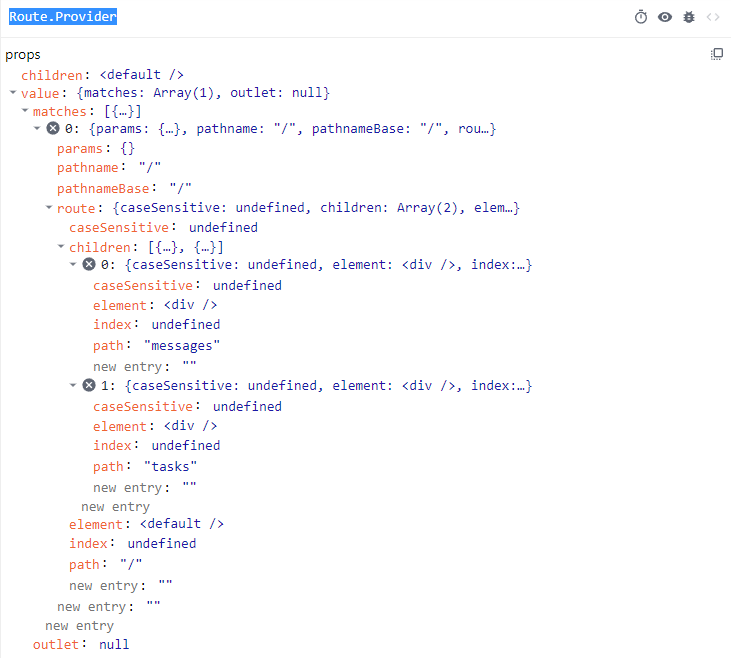 Route.Provider
props
children: <default />
value: {matches: Array(1), outlet: null}
matches: [{…}]
0: {params: {…}, pathname: "/", pathnameBase: "/", rou…}
params: {}
pathname: "/"
pathnameBase: "/"
route: {caseSensitive: undefined, children: Array(2), elem…}
caseSensitive: undefined
children: [{…}, {…}]
0: {caseSensitive: undefined, element: <div />, index:…}
caseSensitive: undefined
element: <div />
index: undefined
path: "messages"
new entry: ""
1: {caseSensitive: undefined, element: <div />, index:…}
caseSensitive: undefined
element: <div />
index: undefined
path: "tasks"
new entry: ""
new entry
element: <default />
index: undefined
path: "/"
new entry: ""
new entry: ""
new entry
outlet: null